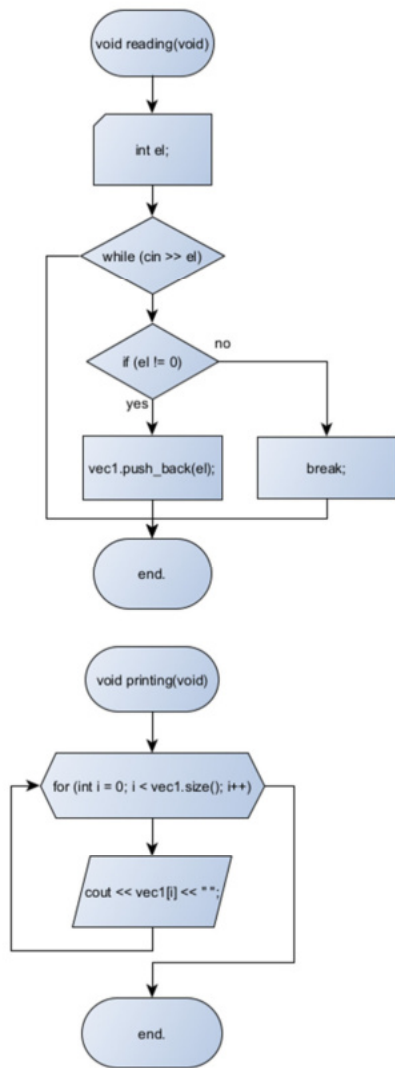 void reading(void)
int el;
while (cin >> el)
if (el != 0)
no
yes
vec1.push_back(el);
break;
end.
void printing(void)
for (int i = 0; i < vec1.size(); i++)
cout << vec1[i] << " ";
end.